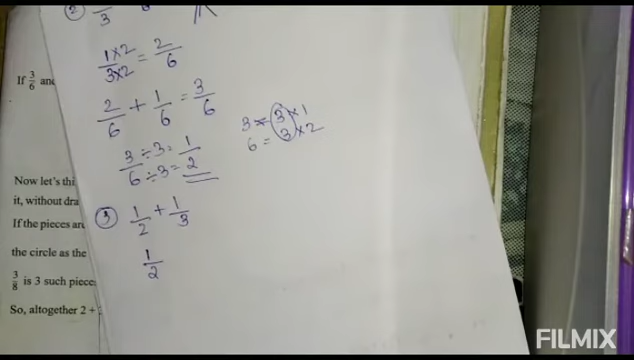 ②
3
6
1×2/3×2 = 2/6
2/6 + 1/6 = 3/6
3 = 3×1
6 = 3×2
3÷3=/6÷3= 1/2
③ 1/2 + 1/3
1/2
If 3/6 and
Now let's thi
it, without dra
If the pieces are
the circle as the
3/8 is 3 such piece
So, altogether 2 +
FILMIX